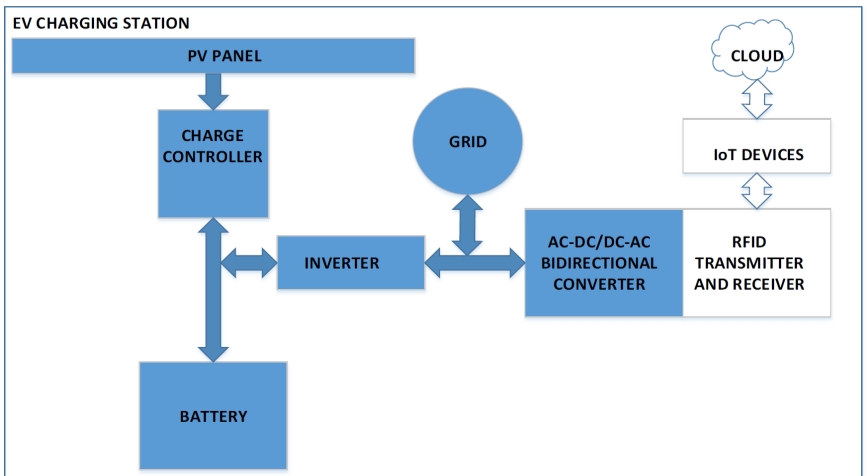 EV CHARGING STATION
PV PANEL
CLOUD
CHARGE
CONTROLLER
GRID
IoT DEVICES
INVERTER
AC-DC/DC-AC
BIDIRECTIONAL
CONVERTER
RFID
TRANSMITTER
AND RECEIVER
BATTERY